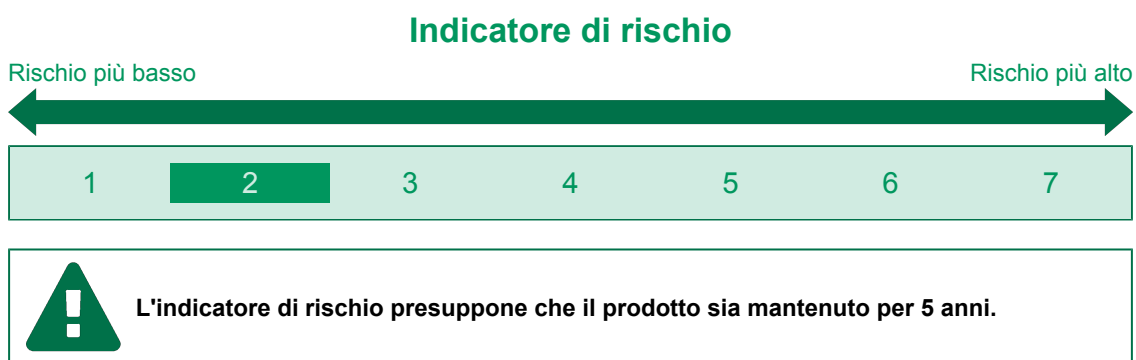 Indicatore di rischio
Rischio più basso Rischio più alto
1 2 3 4 5 6 7
L'indicatore di rischio presuppone che il prodotto sia mantenuto per 5 anni.